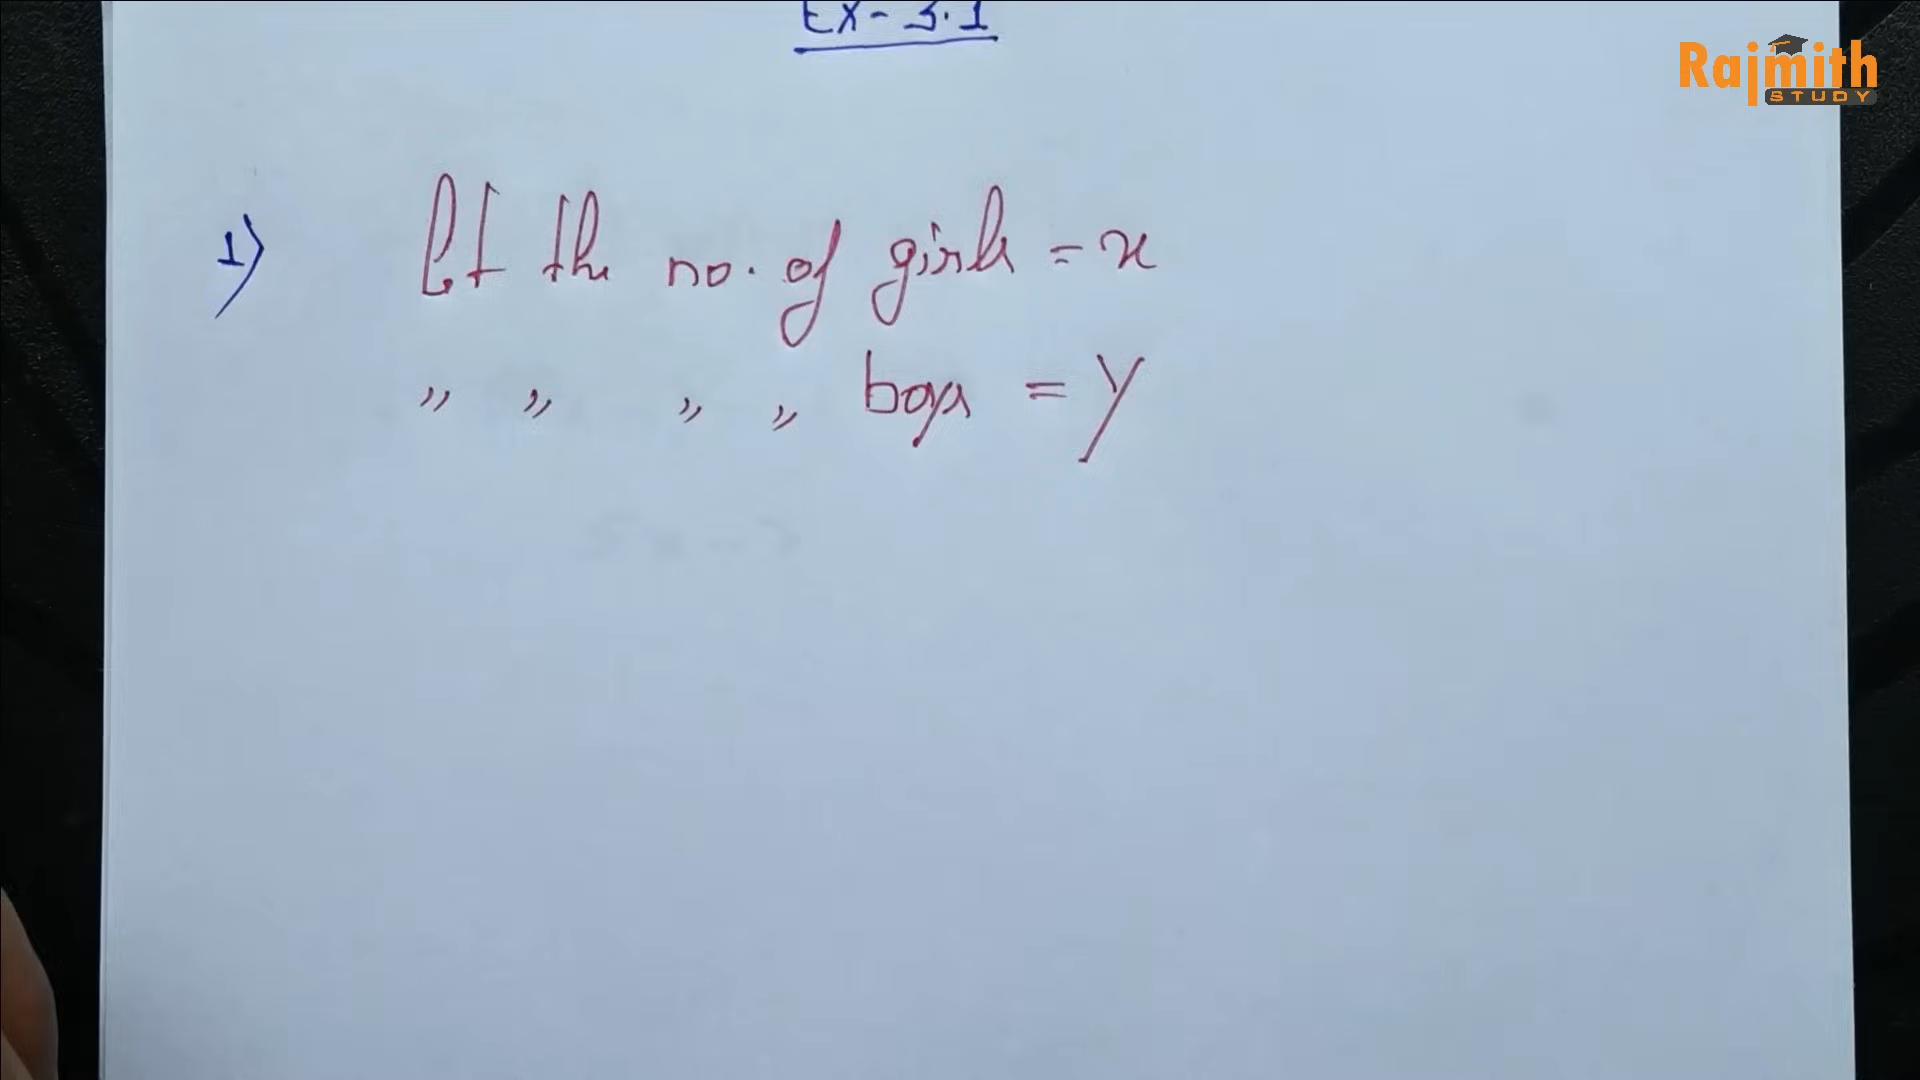 Ex - 3.1
Rajmith
STUDY
1) Let the no. of girls = x
,, ,, ,, ,, boys = y